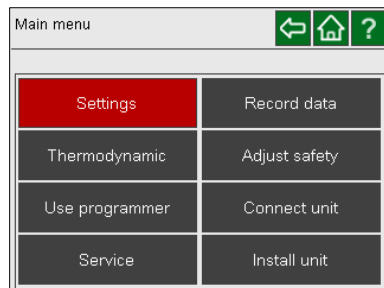 Main menu
?
Settings
Record data
Thermodynamic
Adjust safety
Use programmer
Connect unit
Service
Install unit